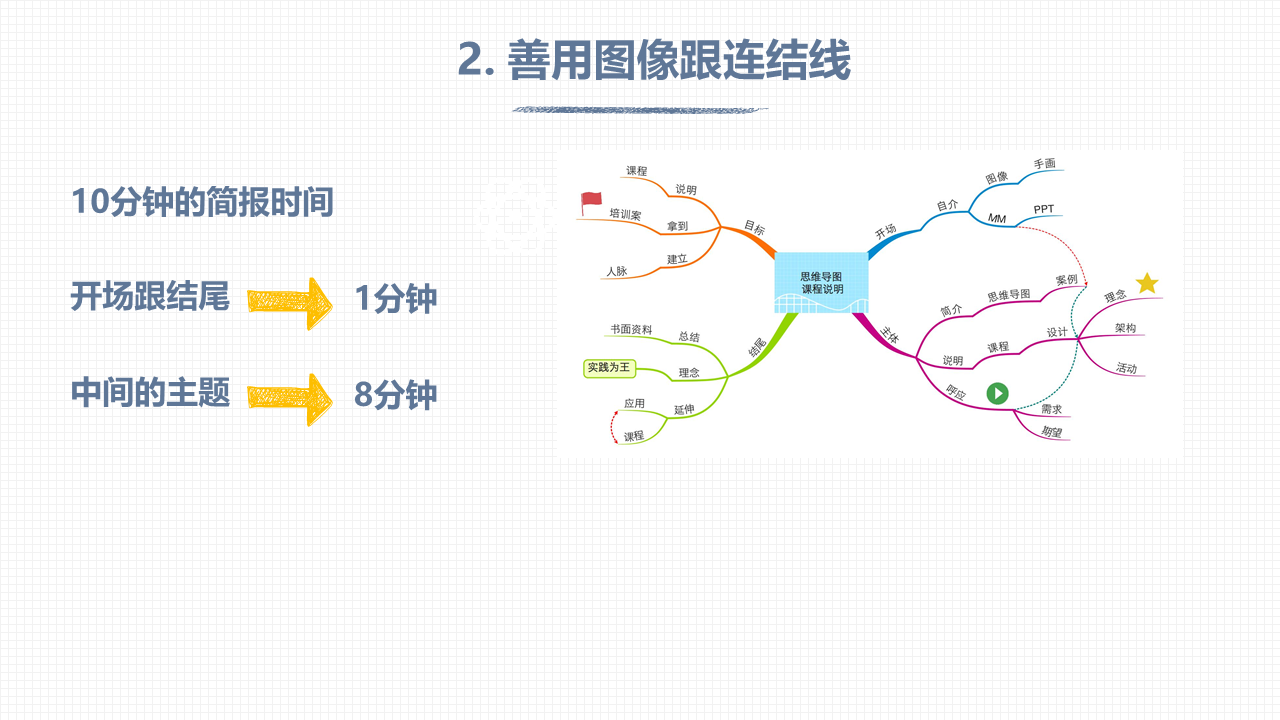 2. 善用图像跟连结线
10分钟的简报时间
开场跟结尾
1分钟
中间的主题
8分钟
思维导图
课程说明
目标
说明
课程
拿到
培训案
建立
人脉
开场
自介
图像
手画
MM
PPT
主体
简介
思维导图
案例
说明
课程
设计
理念
架构
活动
呼应
需求
期望
结尾
总结
书面资料
理念
实践为王
延伸
应用
课程